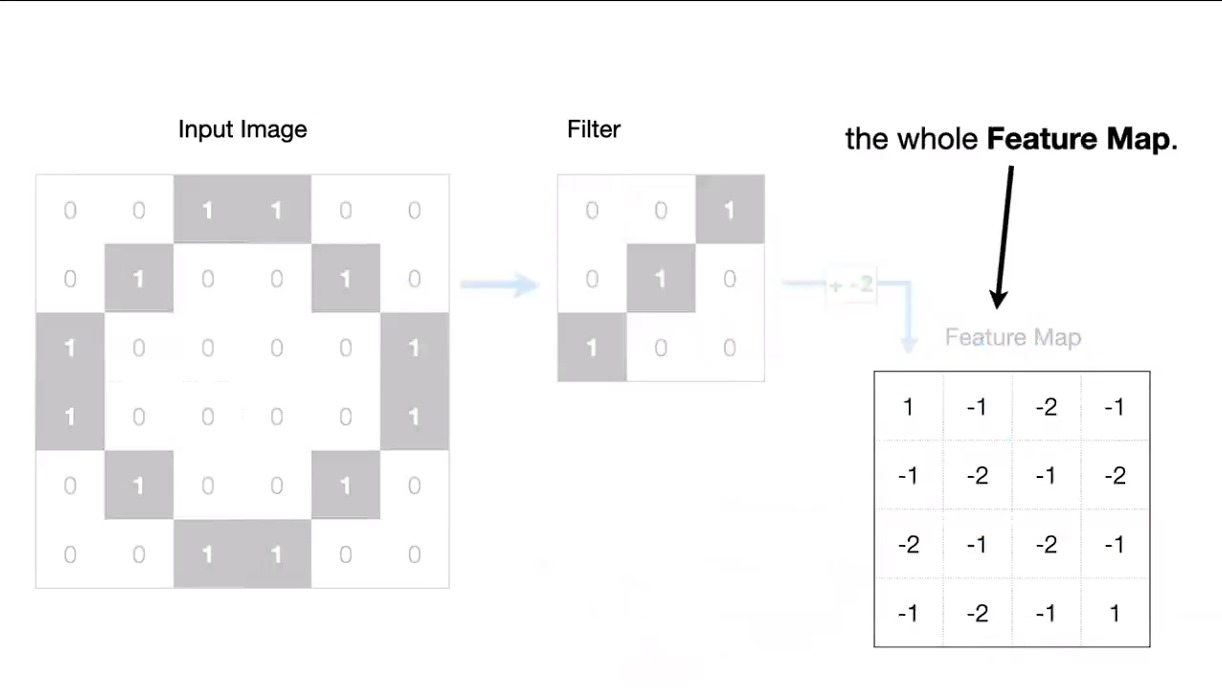 Input Image
Filter
the whole Feature Map.
0 0 1 1 0 0
0 1 0 0 1 0
1 0 0 0 0 1
1 0 0 0 0 1
0 1 0 0 1 0
0 0 1 1 0 0
0 0 1
0 1 0
1 0 0
+ -2
Feature Map
1 -1 -2 -1
-1 -2 -1 -2
-2 -1 -2 -1
-1 -2 -1 1